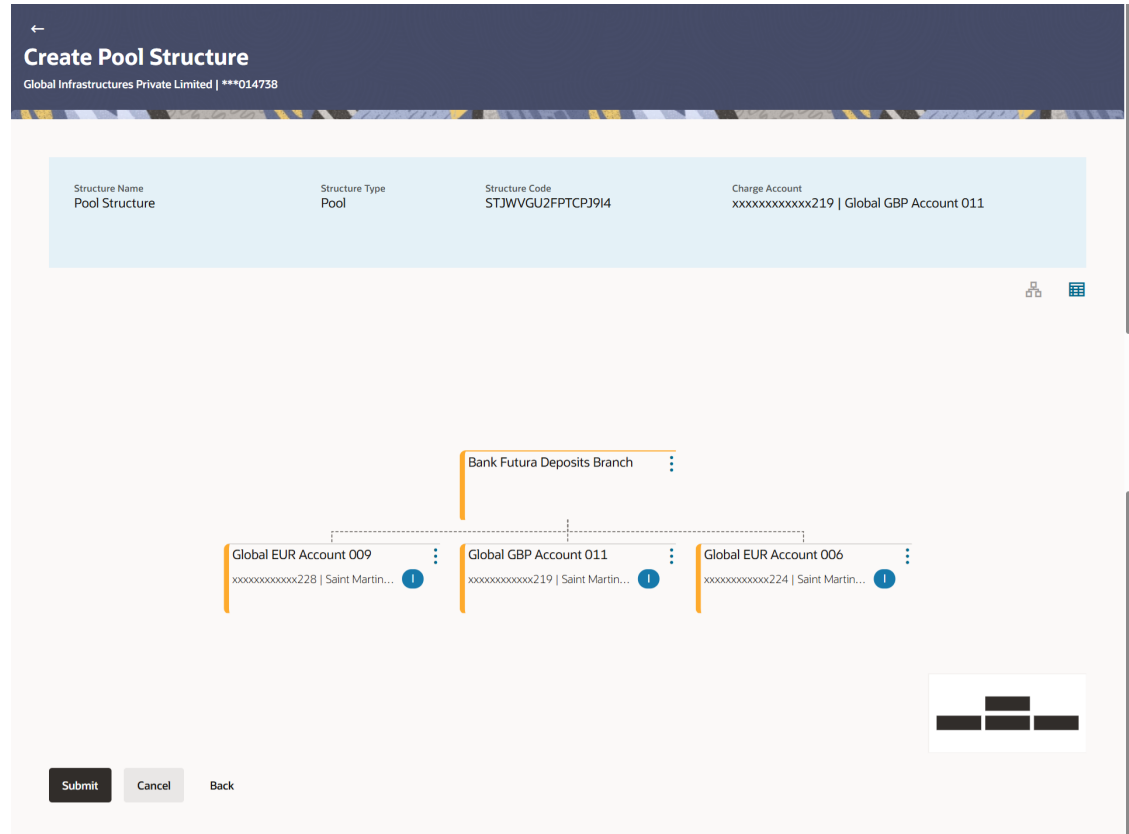 Create Pool Structure
Global Infrastructures Private Limited | ***014738
Structure Name Structure Type Structure Code Charge Account
Pool Structure Pool STJWVGU2FPTCPJ9I4 xxxxxxxxxxxx219 | Global GBP Account 011
Bank Futura Deposits Branch
Global EUR Account 009 Global GBP Account 011 Global EUR Account 006
xxxxxxxxxxxx228 | Saint Martin... I xxxxxxxxxxxx219 | Saint Martin... I xxxxxxxxxxxx224 | Saint Martin... I
Submit Cancel Back